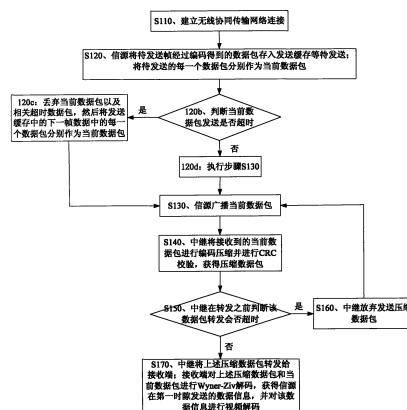 S110、建立无线协同传输网络连接
S120、信源将待发送帧经过编码得到的数据包存入发送缓存等待发送;
将待发送的每一个数据包分别作为当前数据包
120c:丢弃当前数据包以及
相关超时数据包,然后将发送
缓存中的下一帧数据中的每一
个数据包分别作为当前数据包
是
120b、判断当前数
据包发送是否超时
否
120d:执行步骤S130
S130、信源广播当前数据包
S140、中继将接收到的当前数
据包进行编码压缩并进行CRC
校验,获得压缩数据包
S150、中继在转发之前判断该
数据包转发会否超时
是
S160、中继放弃发送压缩
数据包
否
S170、中继将上述压缩数据包转发给
接收端;接收端对上述压缩数据包和
当前数据包进行Wyner-Ziv解码,获得信源
在第一时隙发送的数据信息,并对该数
据信息进行视频解码